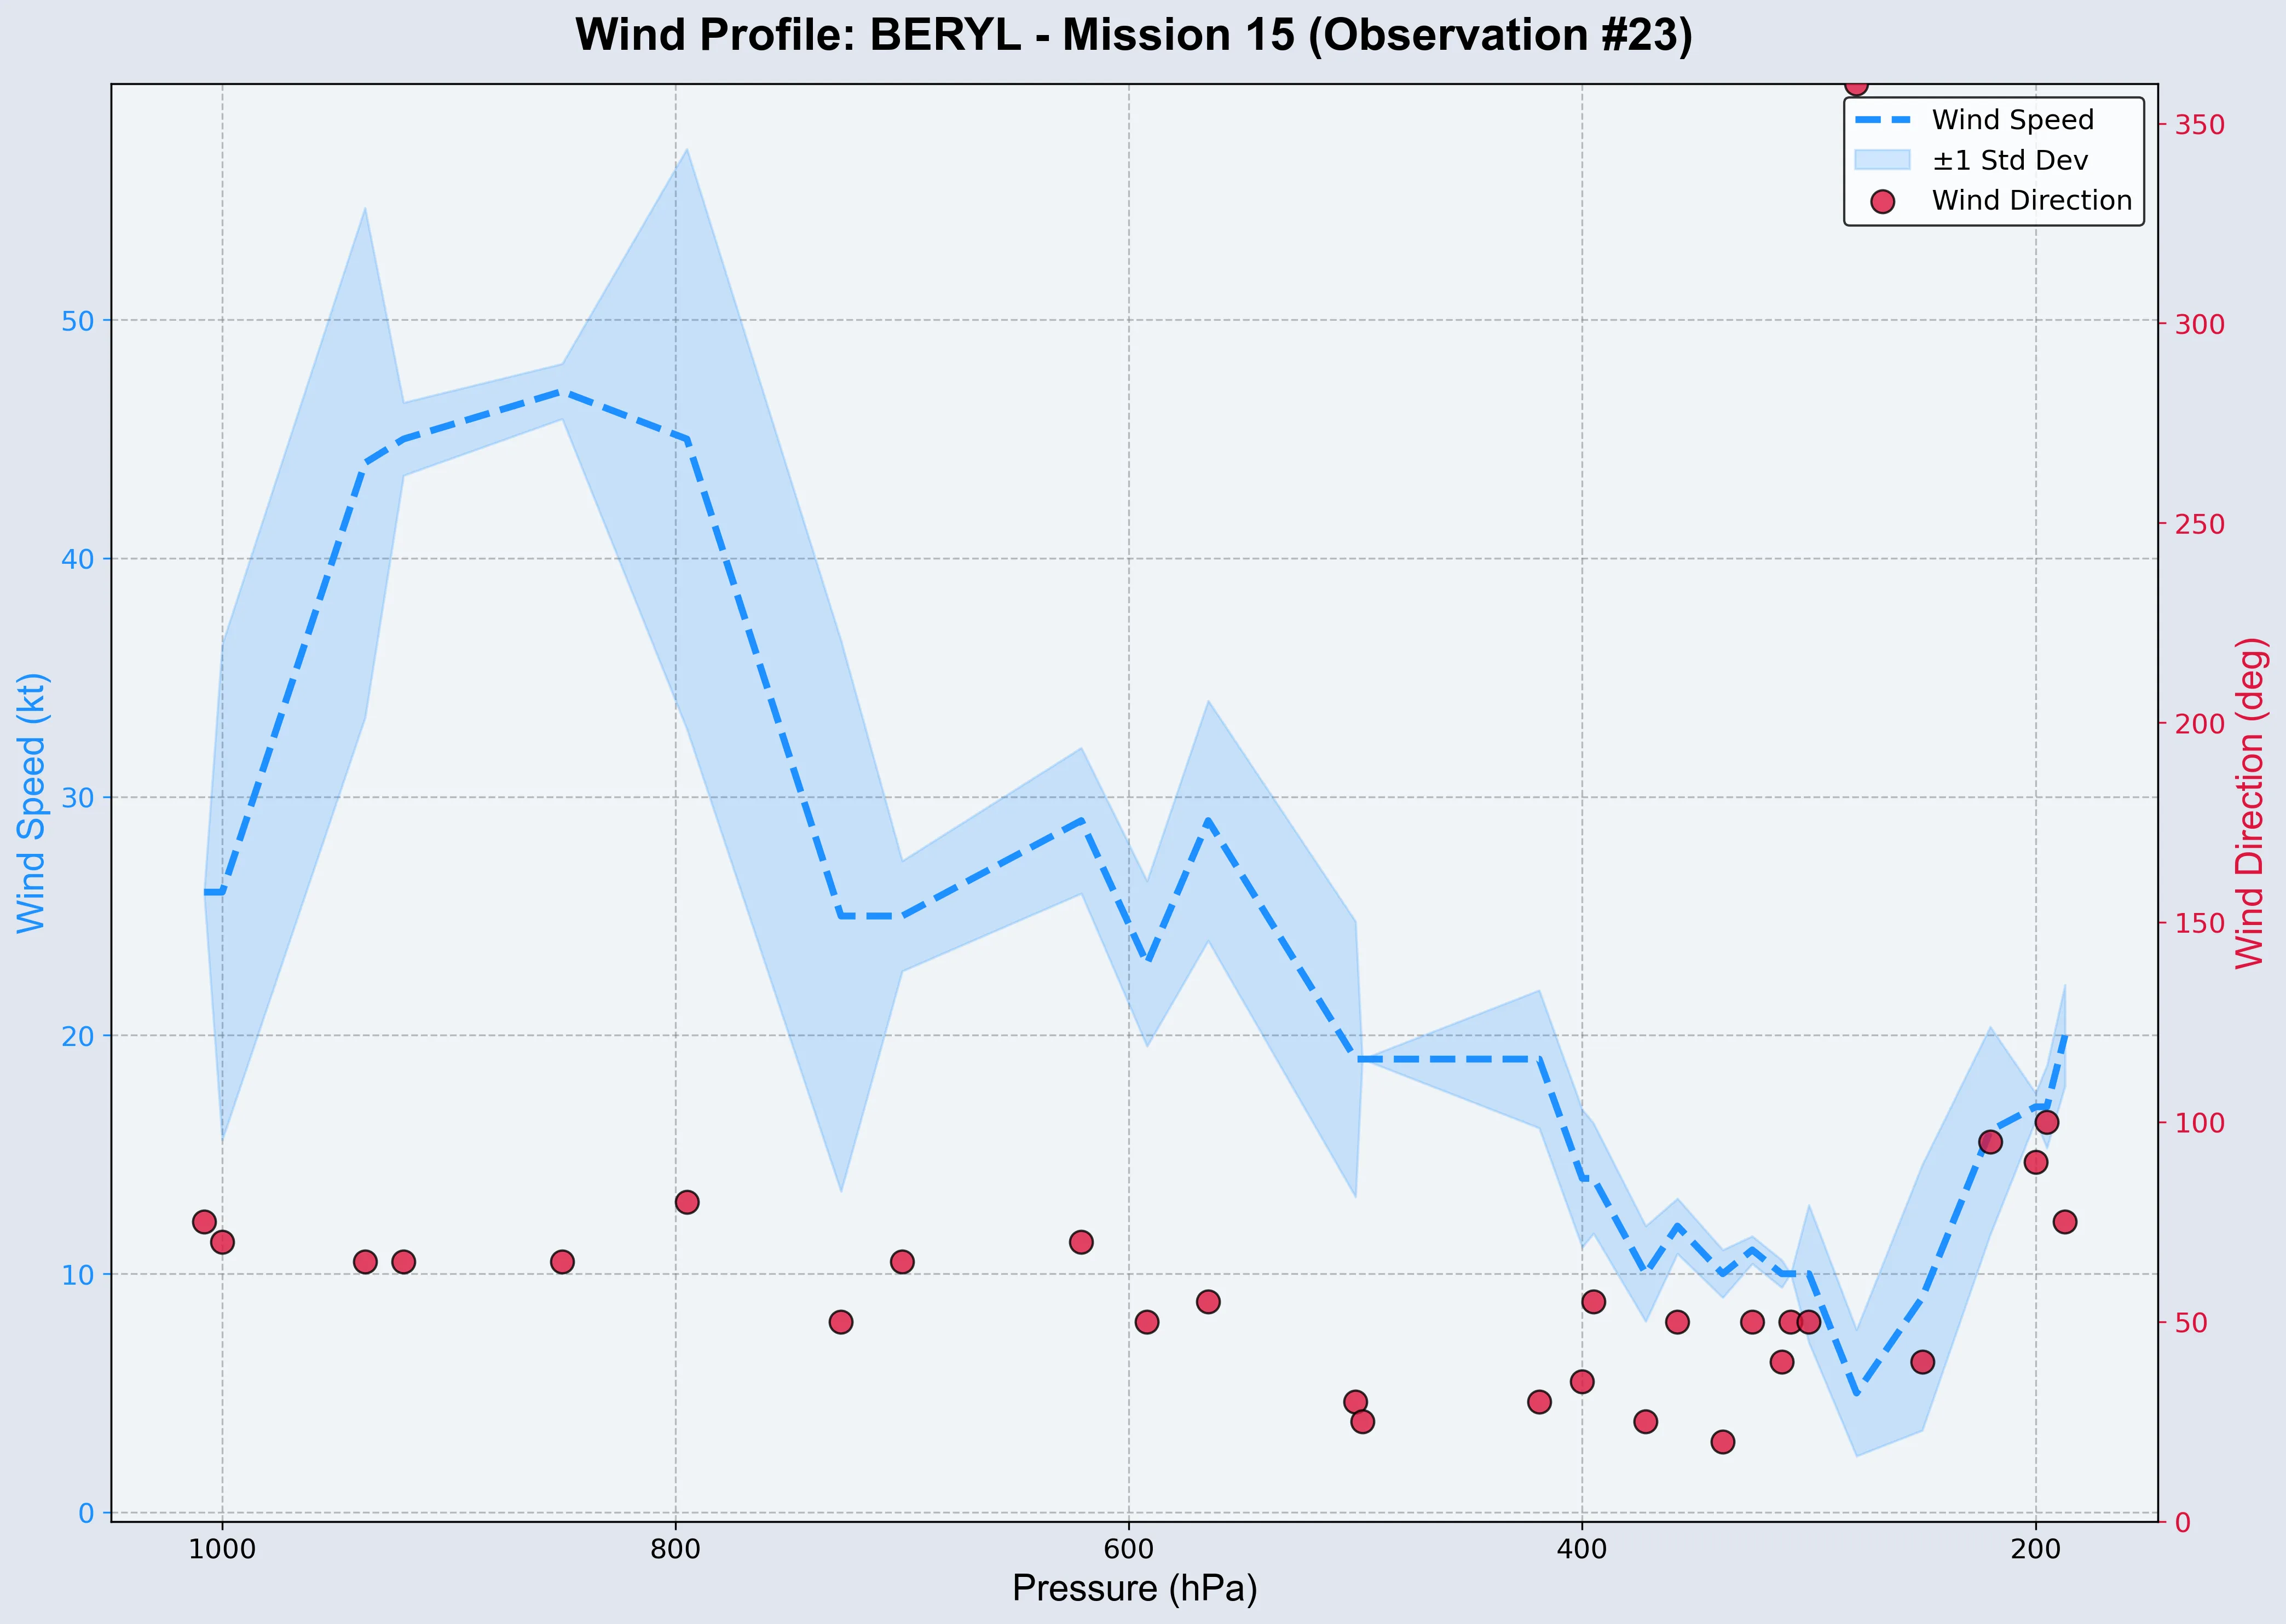 Wind Profile: BERYL - Mission 15 (Observation #23)
Wind Speed
±1 Std Dev
Wind Direction
50
40
30
20
10
0
Wind Speed (kt)
350
300
250
200
150
100
50
0
Wind Direction (deg)
1000
800
600
400
200
Pressure (hPa)